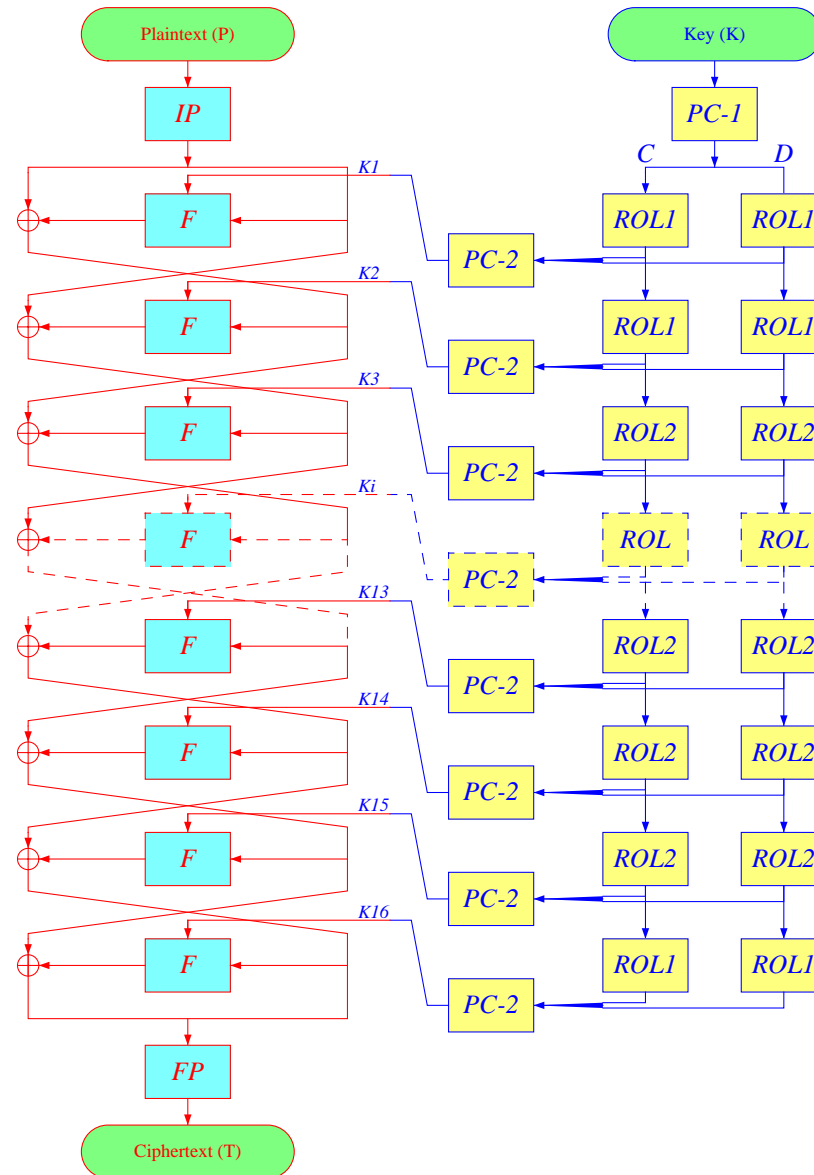 Plaintext (P)
Key (K)
IP
PC-1
C
D
K1
F
ROL1
ROL1
PC-2
K2
F
ROL1
ROL1
PC-2
K3
F
ROL2
ROL2
PC-2
Ki
F
ROL
ROL
PC-2
K13
F
ROL2
ROL2
PC-2
K14
F
ROL2
ROL2
PC-2
K15
F
ROL2
ROL2
PC-2
K16
F
ROL1
ROL1
PC-2
FP
Ciphertext (T)